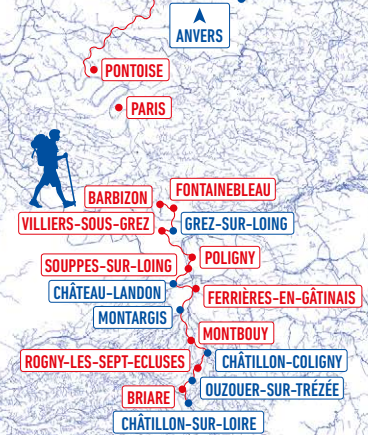 ANVERS
PONTOISE
PARIS
BARBIZON
FONTAINEBLEAU
VILLIERS-SOUS-GREZ
GREZ-SUR-LOING
POLIGNY
SOUPPES-SUR-LOING
CHÂTEAU-LANDON
FERRIÈRES-EN-GÂTINAIS
MONTARGIS
MONTBOUY
ROGNY-LES-SEPT-ECLUSES
CHÂTILLON-COLIGNY
OUZOUER-SUR-TRÉZÉE
BRIARE
CHÂTILLON-SUR-LOIRE